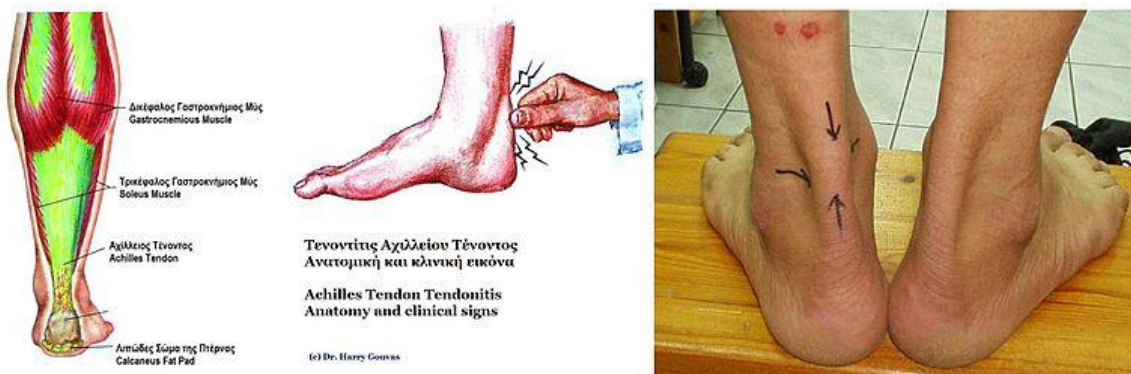 Δικέφαλος Γαστροκνήμιος Μύς
Gastrocnemious Muscle
Τρικέφαλος Γαστροκνήμιος Μύς
Soleus Muscle
Αχίλλειος Τένοντας
Achilles Tendon
Λιπώδες Σώμα της Πτέρνας
Calcaneus Fat Pad
Τενοντίτις Αχιλλείου Τένοντος
Ανατομική και κλινική εικόνα
Achilles Tendon Tendonitis
Anatomy and clinical signs
(c) Dr. Harry Gouvas